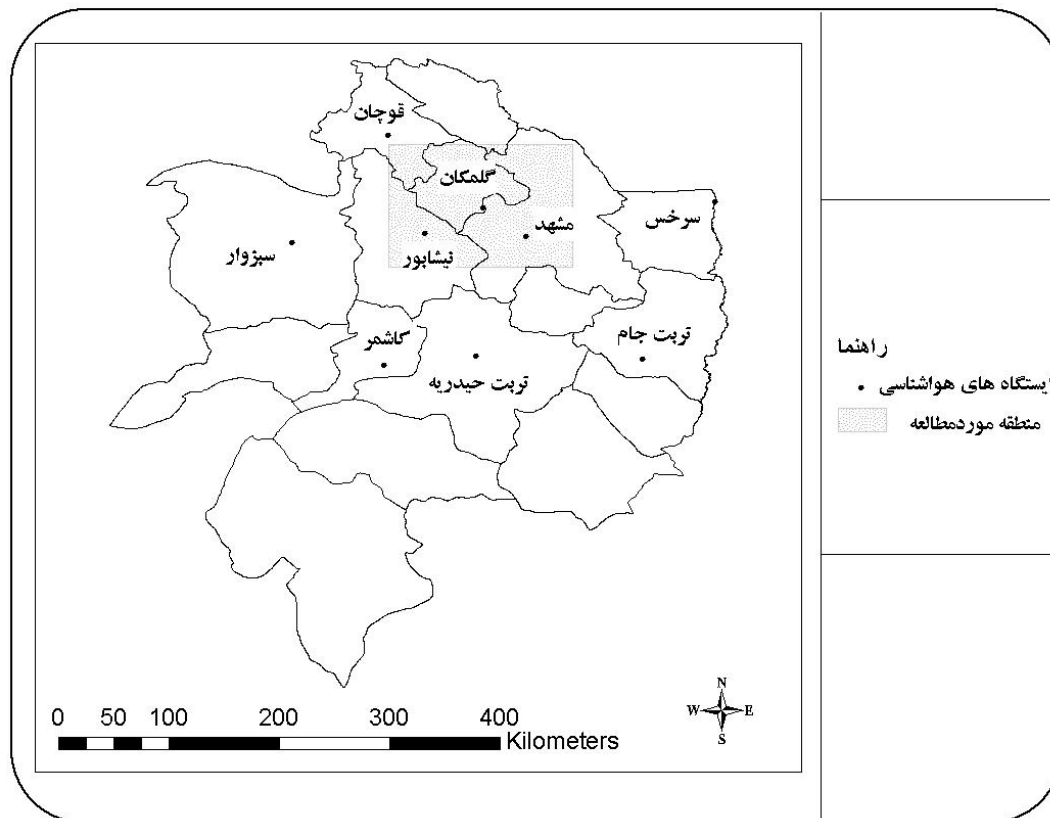 قوچان
گلمکان
مشهد
سرخس
نیشابور
سبزوار
کاشمر
تربت حیدریه
تربت جام
راهنما
یستگاه های هواشناسی
منطقه موردمطالعه
N
W E
S
0 50 100 200 300 400
Kilometers